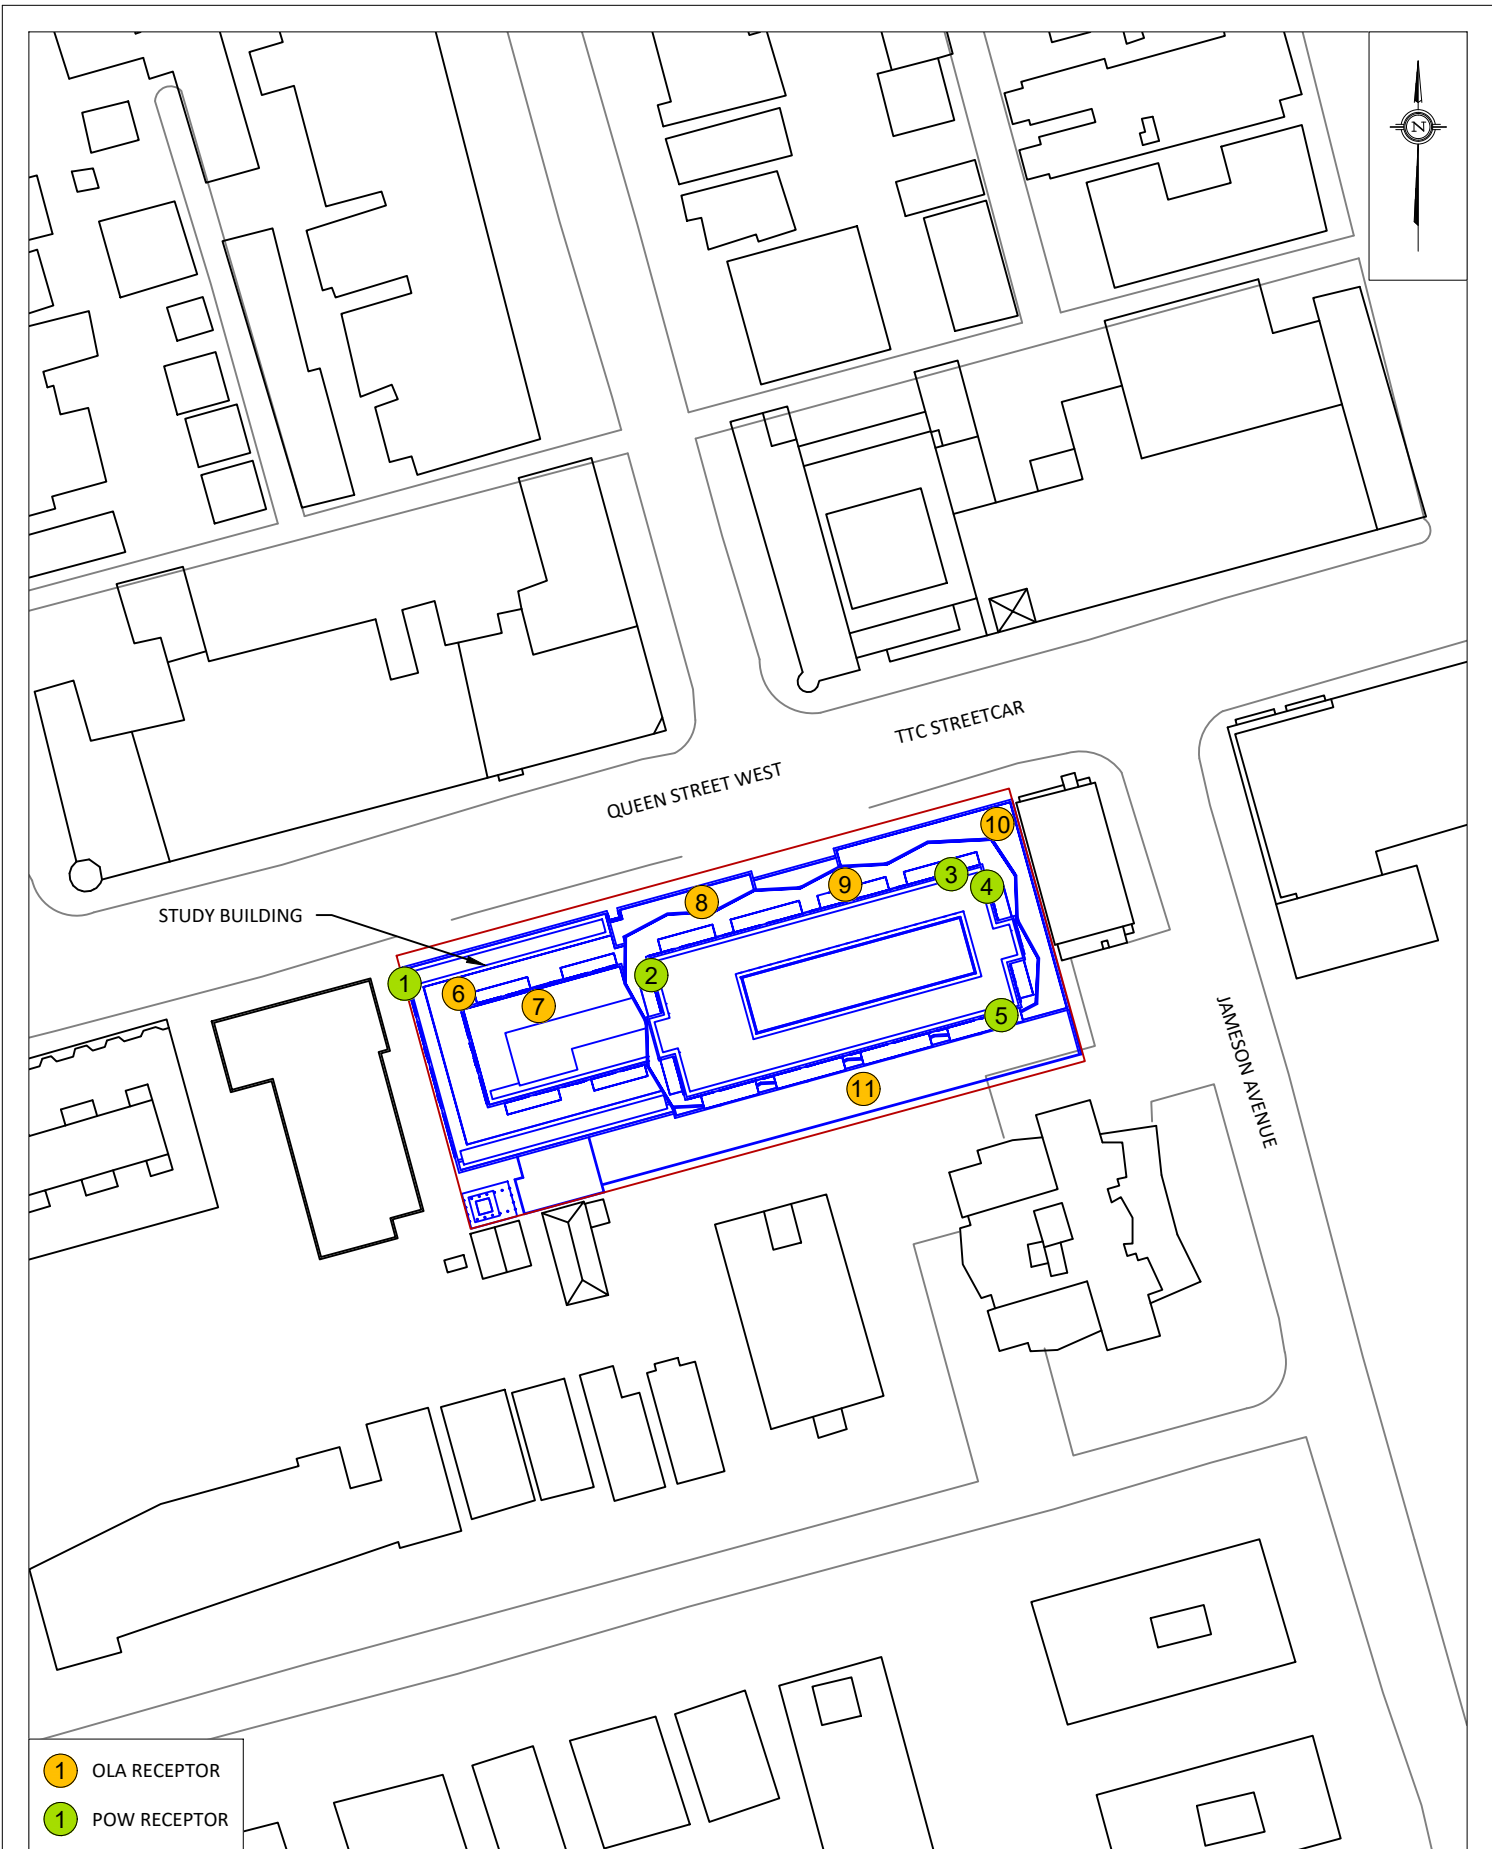 N
TTC STREETCAR
QUEEN STREET WEST
10
3
4
9
8
STUDY BUILDING
2
1
6
7
5
11
JAMESON AVENUE
1 OLA RECEPTOR
1 POW RECEPTOR